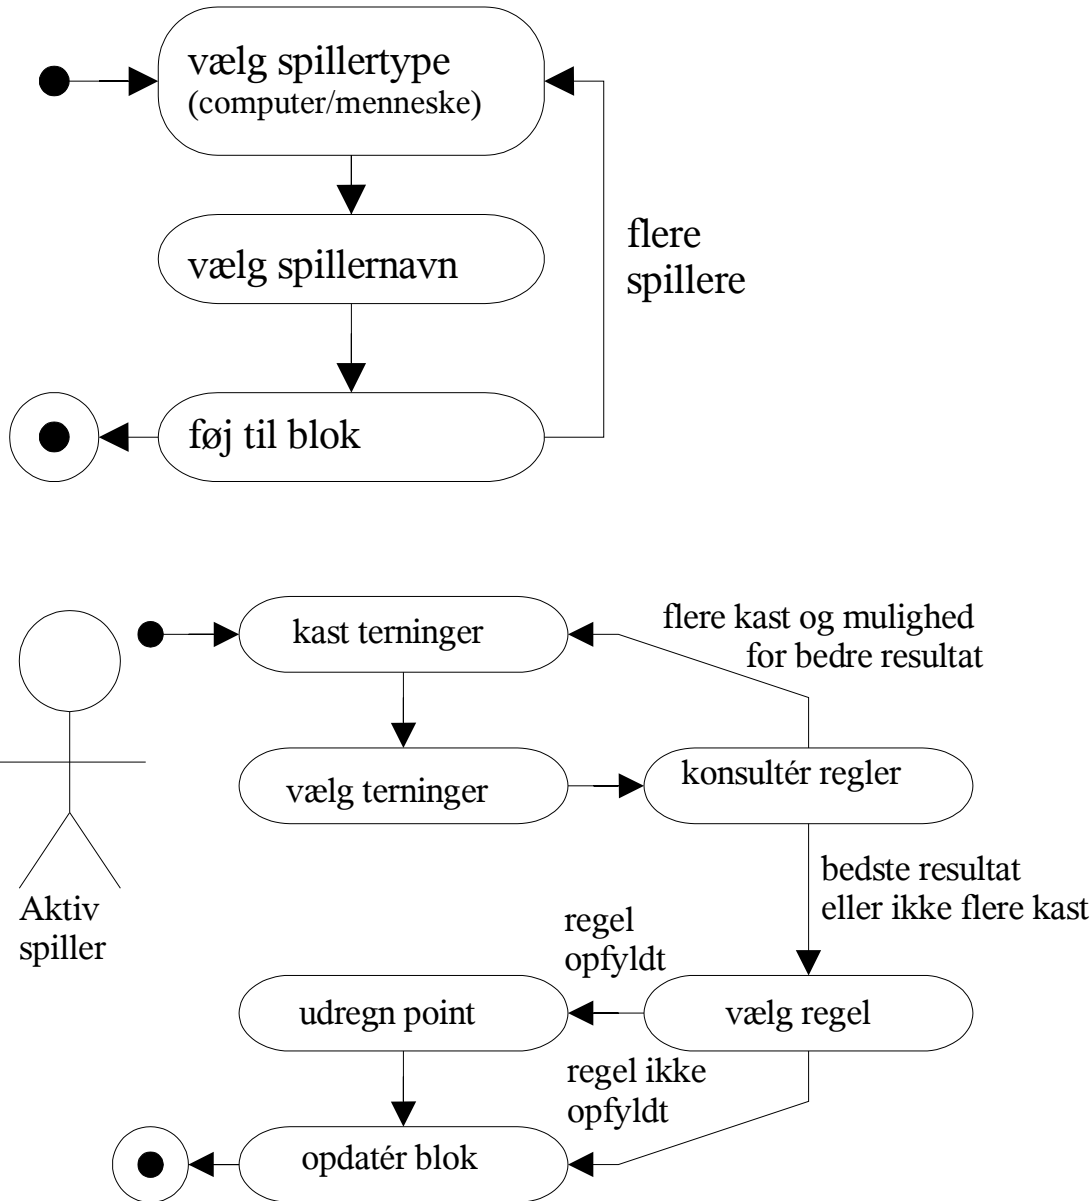 vælg spillertype
(computer/menneske)
vælg spillernavn
flere
spillere
føj til blok
kast terninger
flere kast og mulighed
for bedre resultat
vælg terninger
konsultér regler
Aktiv
spiller
bedste resultat
eller ikke flere kast
regel
opfyldt
udregn point
vælg regel
regel ikke
opfyldt
opdatér blok